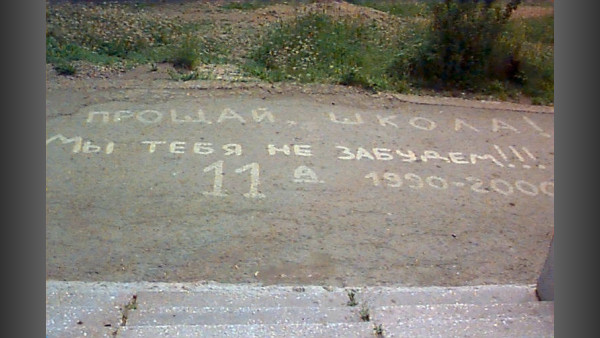 ПРОЩАЙ, ШКОЛА!
МЫ ТЕБЯ НЕ ЗАБУДЕМ!!!
11 А 1990-2000